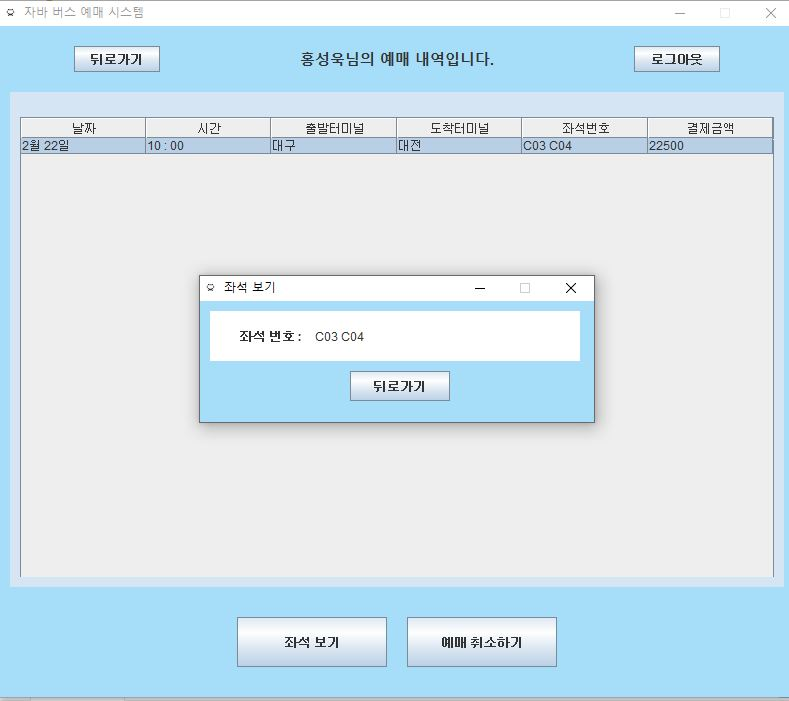 자바 버스 예매 시스템
뒤로가기 홍성욱님의 예매 내역입니다. 로그아웃
날짜 시간 출발터미널 도착터미널 좌석번호 결제금액
2월 22일 10 : 00 대구 대전 C03 C04 22500
좌석 보기
좌석 번호 : C03 C04
뒤로가기
좌석 보기 예매 취소하기